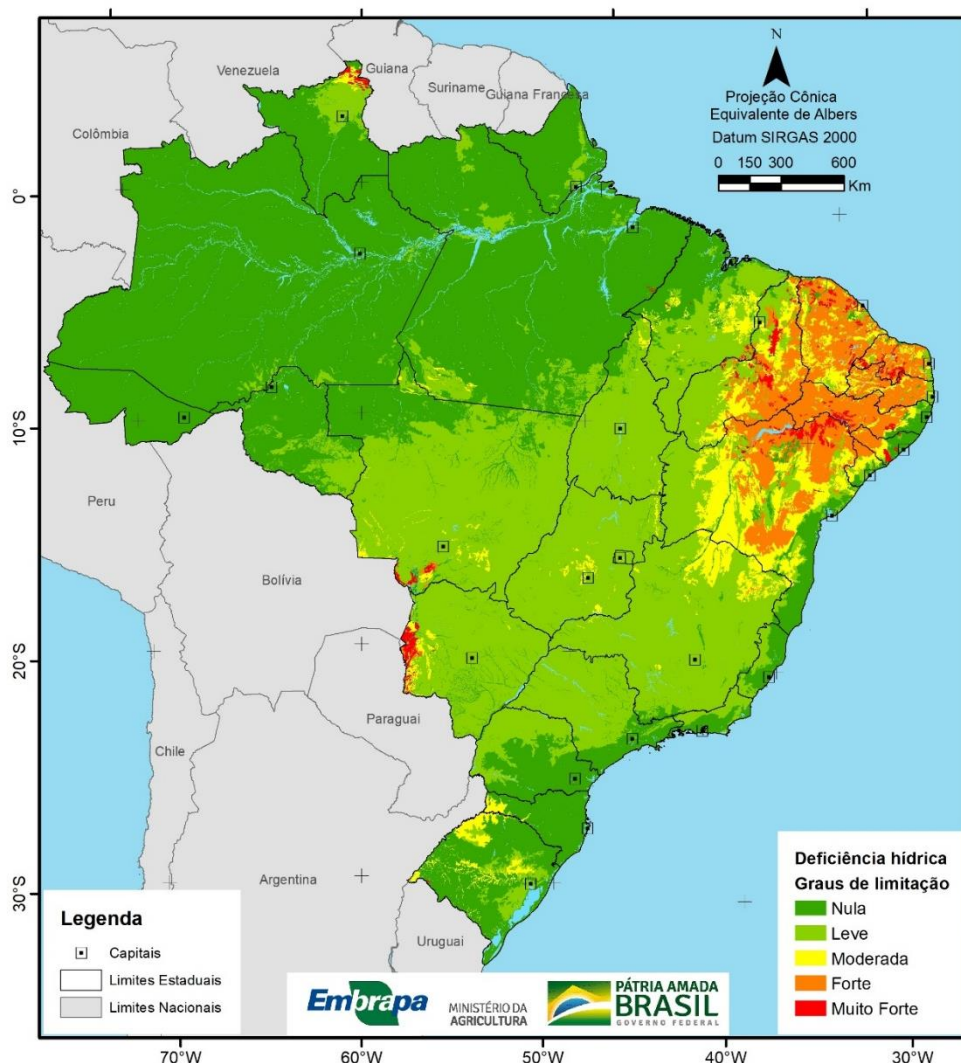 N
Projeção Cônica
Equivalente de Albers
Datum SIRGAS 2000
0 150 300 600
Km
Venezuela
Guiana
Suriname
Guiana Francesa
Colômbia
Peru
Bolívia
Paraguai
Chile
Argentina
Uruguai
0°
10°S
20°S
30°S
Legenda
Capitais
Limites Estaduais
Limites Nacionais
Embrapa
MINISTÉRIO DA
AGRICULTURA
PÁTRIA AMADA
BRASIL
GOVERNO FEDERAL
Deficiência hídrica
Graus de limitação
Nula
Leve
Moderada
Forte
Muito Forte
70°W 60°W 50°W 40°W 30°W